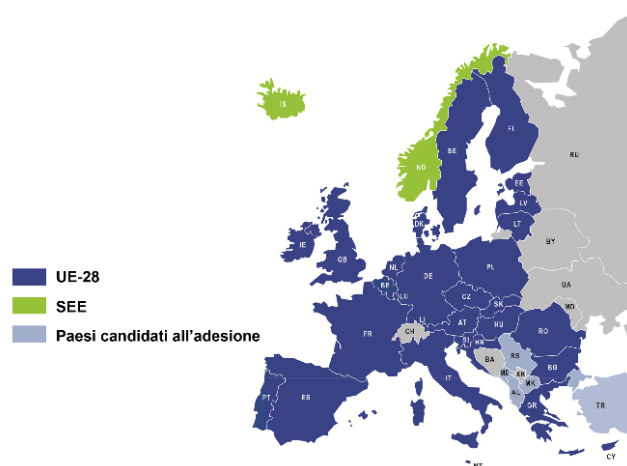 IS
FI
SE
NO
RU
EE
LV
LT
DK
BY
IE
GB
NL
DE
PL
BE
UA
LU
CZ
SK
MD
LI
AT
HU
FR
CH
RO
SI
HR
BA
RS
ME
XK
BG
IT
MK
AL
PT
ES
GR
TR
CY
MT
UE-28
SEE
Paesi candidati all'adesione